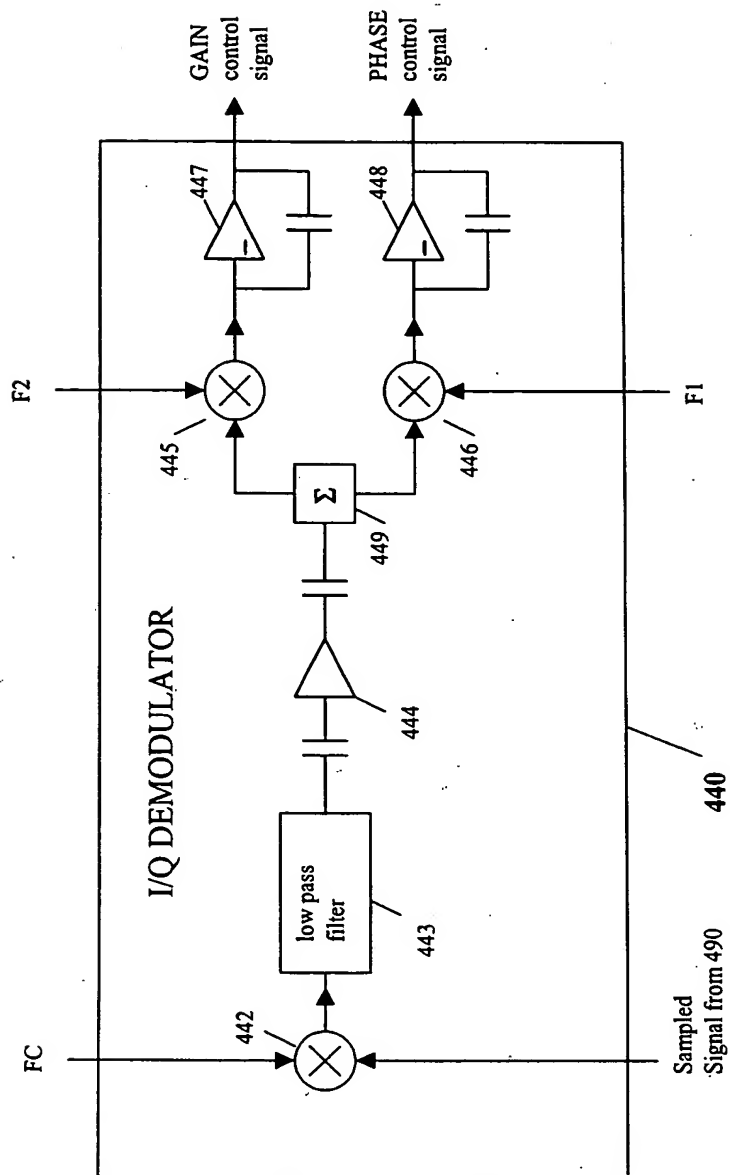 I/Q DEMODULATOR
FC
442
Sampled
Signal from 490
low pass
filter
443
444
Σ
449
F2
445
446
F1
447
448
GAIN
control
signal
PHASE
control
signal
440